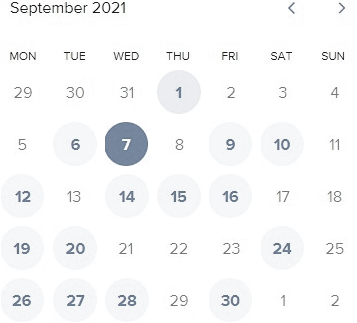 September 2021
MON TUE WED THU FRI SAT SUN
29 30 31 1 2 3 4
5 6 7 8 9 10 11
12 13 14 15 16 17 18
19 20 21 22 23 24 25
26 27 28 29 30 1 2